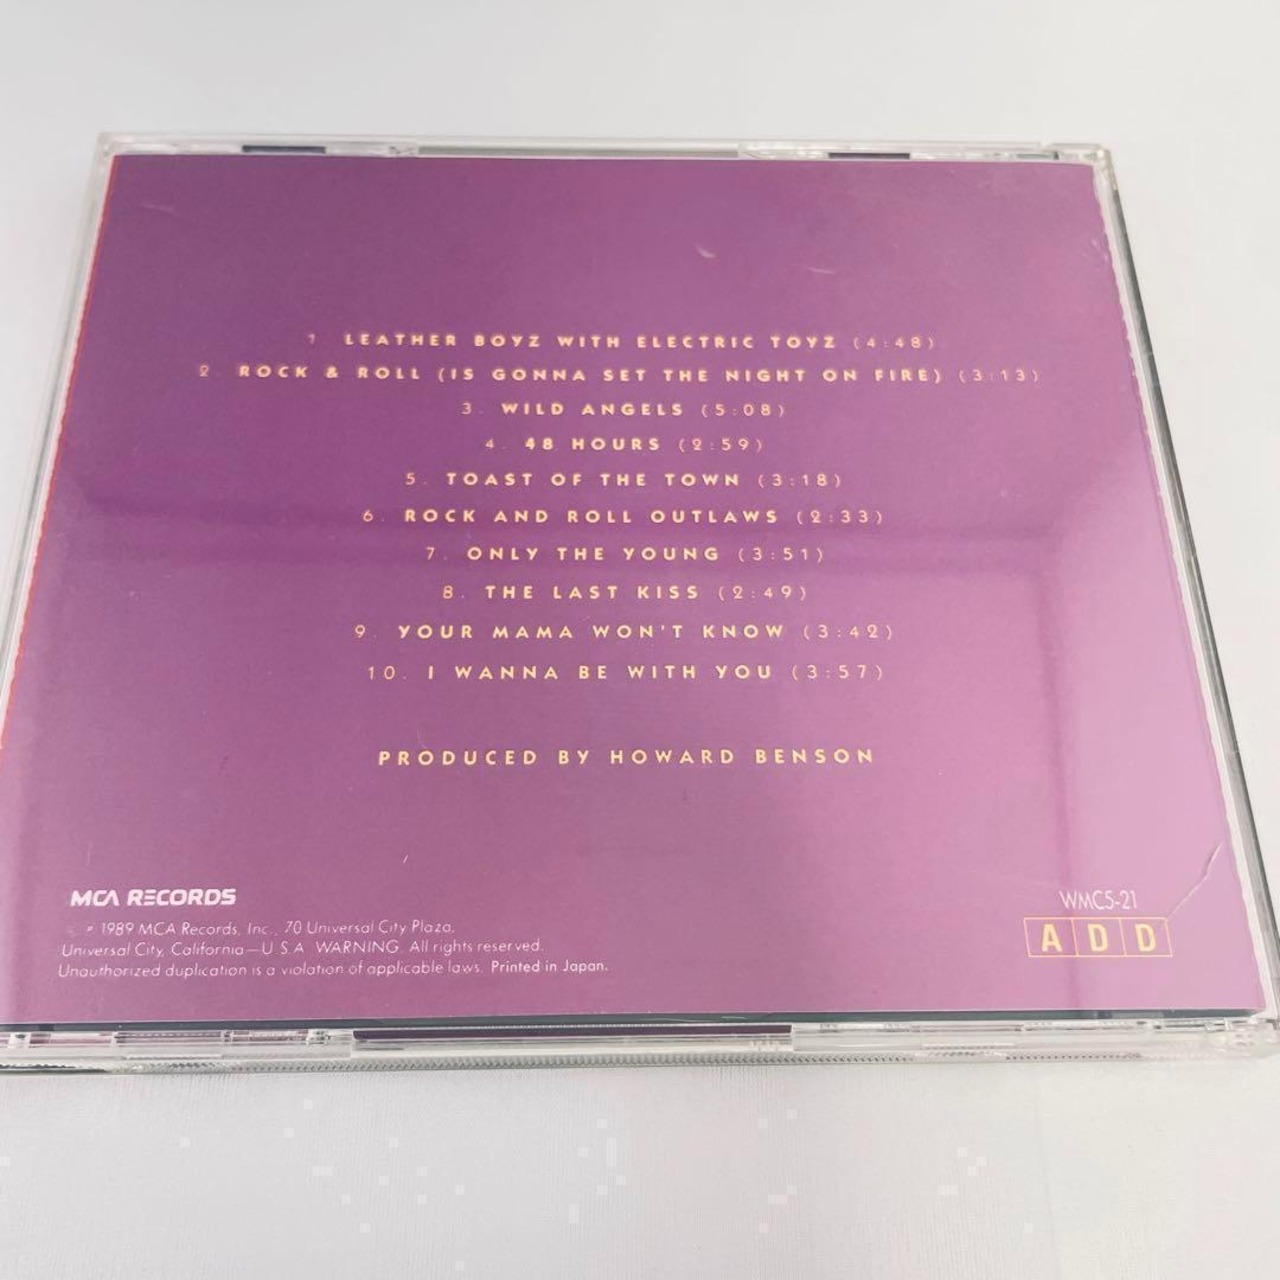 1 LEATHER BOYZ WITH ELECTRIC TOYZ (4:48)
2 ROCK & ROLL (IS GONNA SET THE NIGHT ON FIRE) (3:13)
3. WILD ANGELS (5:08)
4. 48 HOURS (2:59)
5. TOAST OF THE TOWN (3:18)
6. ROCK AND ROLL OUTLAWS (2:33)
7. ONLY THE YOUNG (3:51)
8. THE LAST KISS (2:49)
9. YOUR MAMA WON'T KNOW (3:42)
10. I WANNA BE WITH YOU (3:57)
PRODUCED BY HOWARD BENSON
MCA RECORDS
1989 MCA Records, Inc., 70 Universal City Plaza,
Universal City, California—U.S.A. WARNING. All rights reserved.
Unauthorized duplication is a violation of applicable laws. Printed in Japan.
WMC5-21
A D D